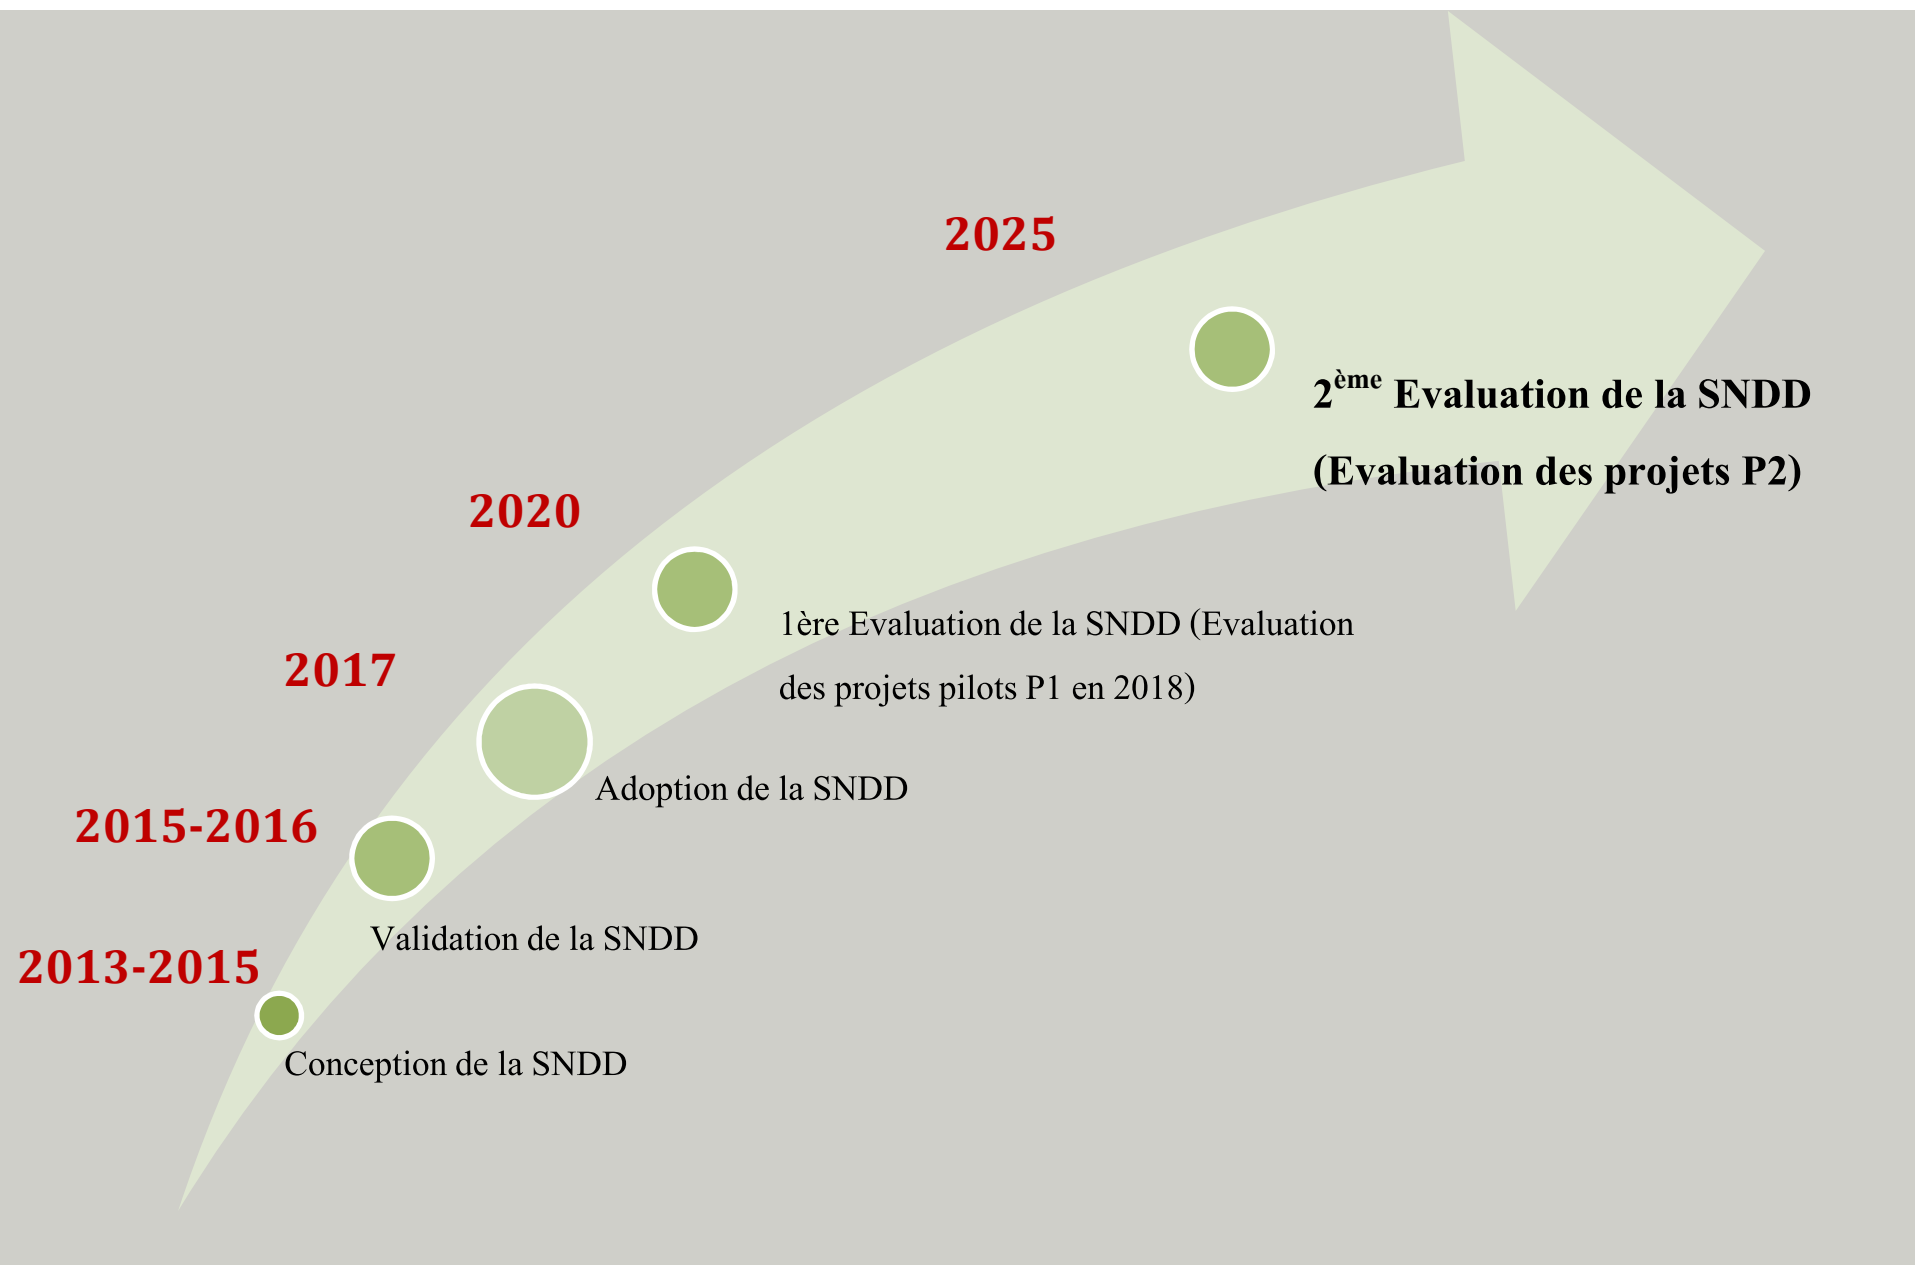 2025
2ème Evaluation de la SNDD
(Evaluation des projets P2)
2020
1ère Evaluation de la SNDD (Evaluation
des projets pilots P1 en 2018)
2017
Adoption de la SNDD
2015-2016
Validation de la SNDD
2013-2015
Conception de la SNDD